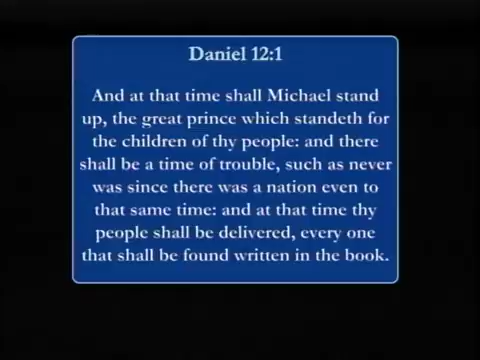 Daniel 12:1
And at that time shall Michael stand
up, the great prince which standeth for
the children of thy people: and there
shall be a time of trouble, such as never
was since there was a nation even to
that same time: and at that time thy
people shall be delivered, every one
that shall be found written in the book.